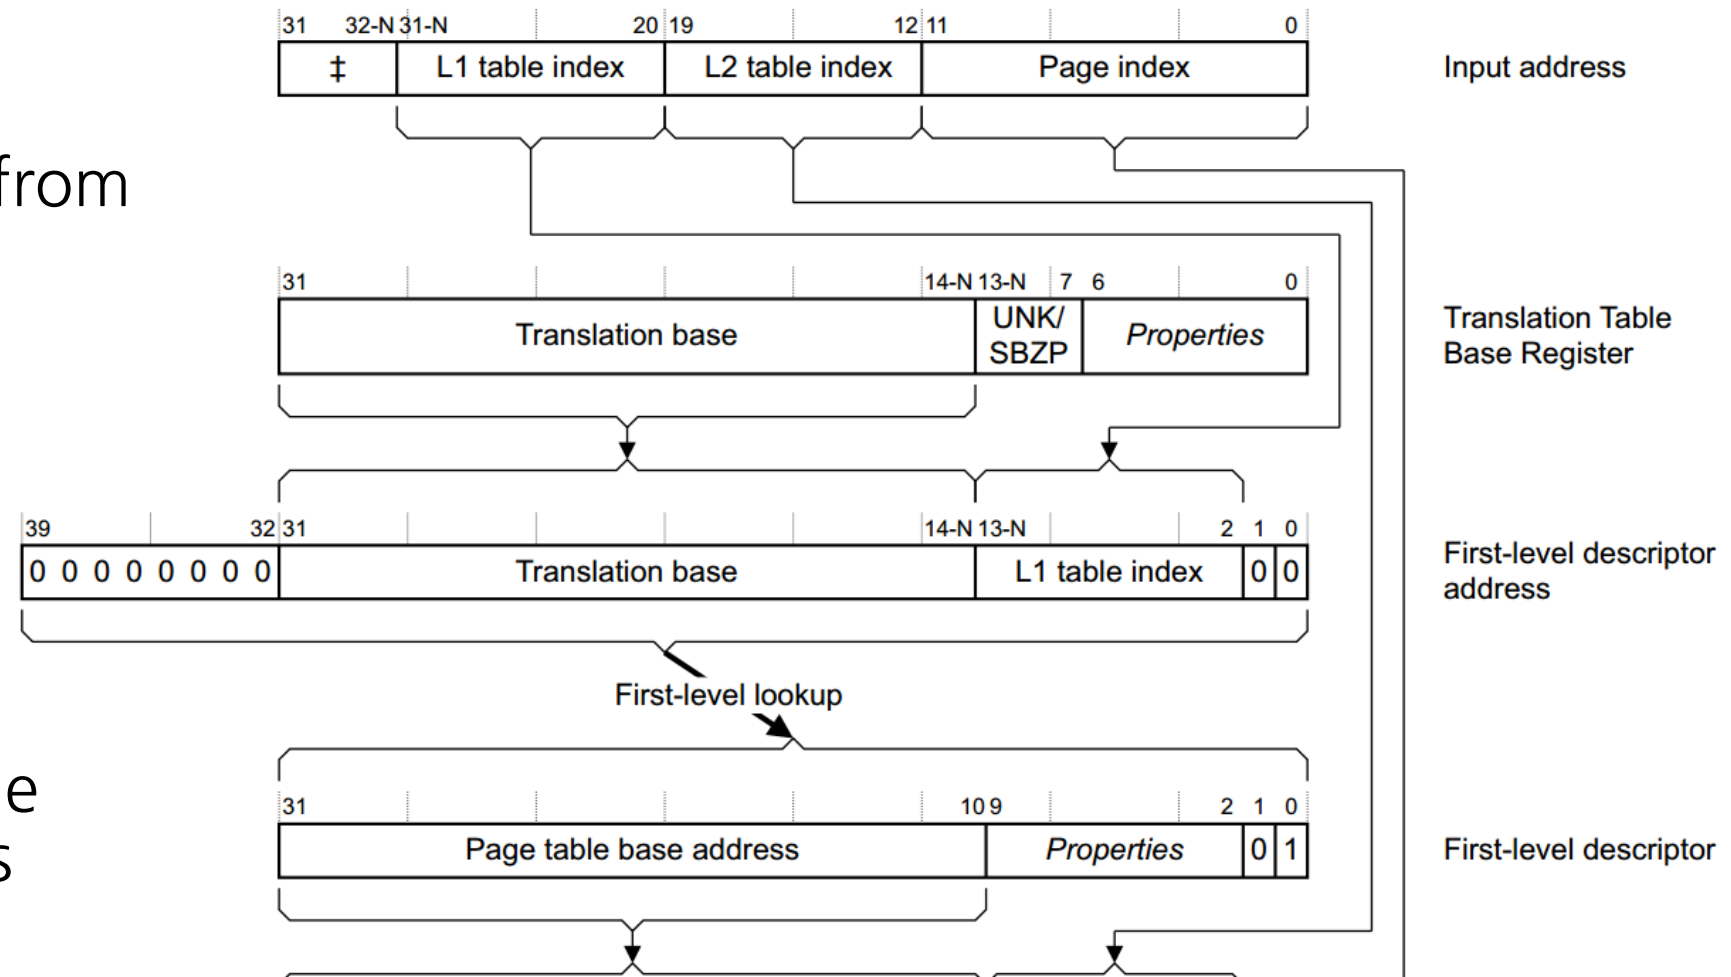 31 32-N 31-N 20 19 12 11 0
‡ L1 table index L2 table index Page index Input address
from
31 14-N 13-N 7 6 0
Translation base UNK/ SBZP Properties Translation Table Base Register
39 32 31 14-N 13-N 2 1 0
0 0 0 0 0 0 0 0 Translation base L1 table index 0 0 First-level descriptor address
First-level lookup
e
31 10 9 2 1 0
s
Page table base address Properties 0 1 First-level descriptor